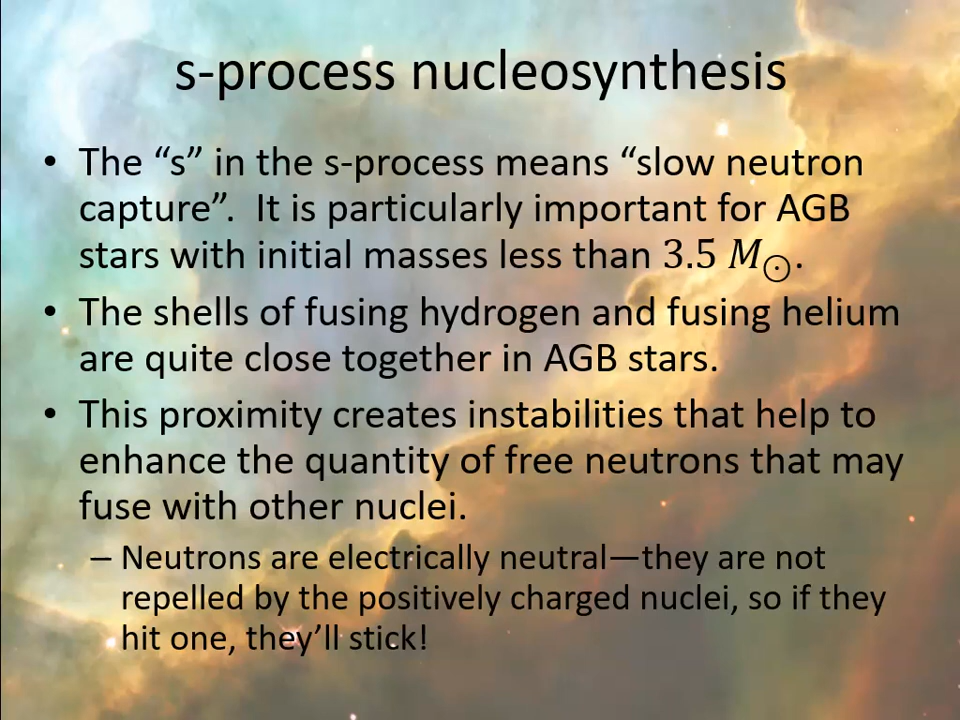 s-process nucleosynthesis
• The “s” in the s-process means “slow neutron
capture”.  It is particularly important for AGB
stars with initial masses less than 3.5 M☉.
• The shells of fusing hydrogen and fusing helium
are quite close together in AGB stars.
• This proximity creates instabilities that help to
enhance the quantity of free neutrons that may
fuse with other nuclei.
– Neutrons are electrically neutral—they are not
repelled by the positively charged nuclei, so if they
hit one, they’ll stick!